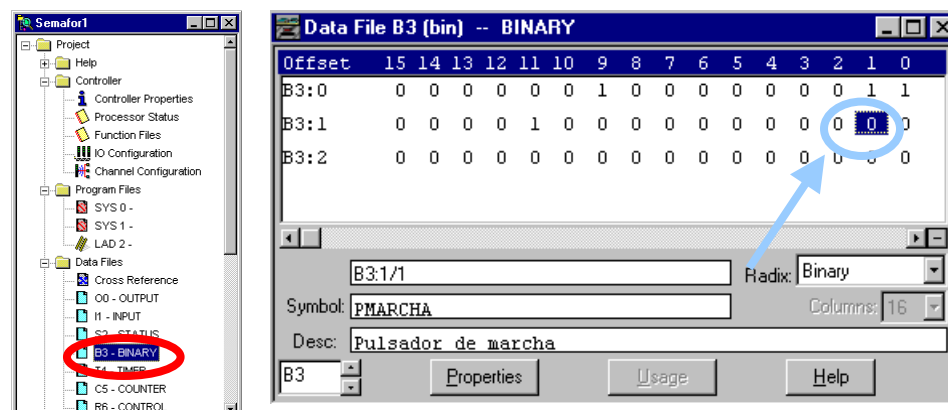 Semafor1
Project
Help
Controller
Controller Properties
Processor Status
Function Files
IO Configuration
Channel Configuration
Program Files
SYS 0 -
SYS 1 -
LAD 2 -
Data Files
Cross Reference
O0 - OUTPUT
I1 - INPUT
S2 - STATUS
B3 - BINARY
T4 - TIMER
C5 - COUNTER
R6 - CONTROL
Data File B3 (bin) -- BINARY
Offset 15 14 13 12 11 10 9 8 7 6 5 4 3 2 1 0
B3:0 0 0 0 0 0 0 1 0 0 0 0 0 0 0 1 1
B3:1 0 0 0 0 1 0 0 0 0 0 0 0 0 0 0 0
B3:2 0 0 0 0 0 0 0 0 0 0 0 0 0 0 0 0
B3:1/1 Radix: Binary
Symbol: PMARCHA Columns: 16
Desc: Pulsador de marcha
B3 Properties Usage Help